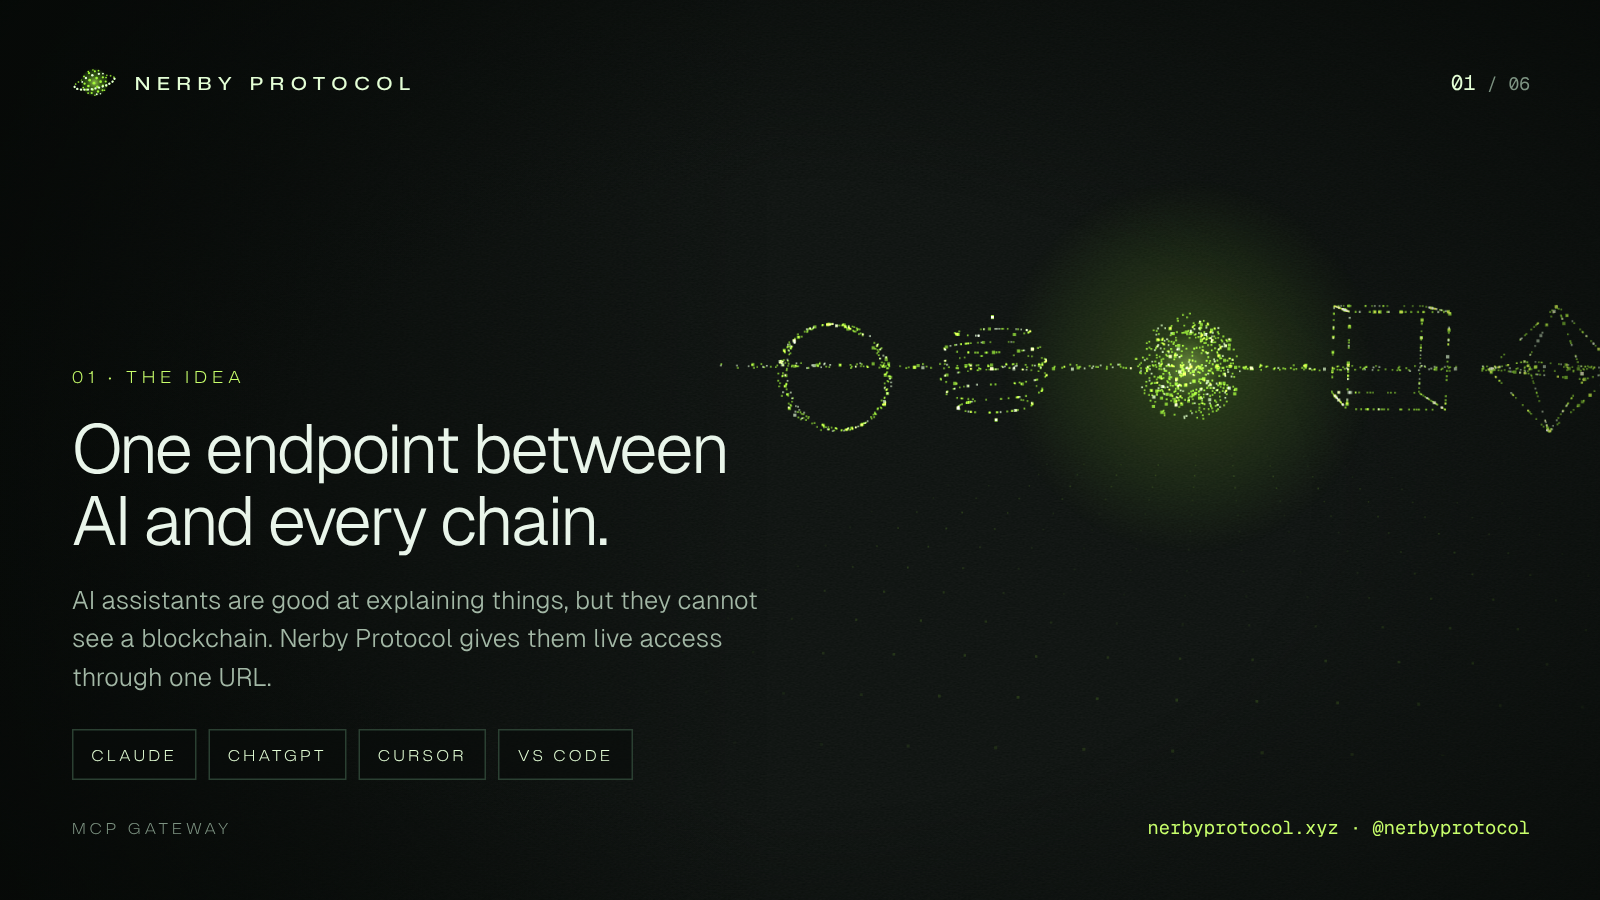 NERBY PROTOCOL
01 / 06
01 · THE IDEA
One endpoint between
AI and every chain.
AI assistants are good at explaining things, but they cannot
see a blockchain. Nerby Protocol gives them live access
through one URL.
CLAUDE
CHATGPT
CURSOR
VS CODE
MCP GATEWAY
nerbyprotocol.xyz · @nerbyprotocol